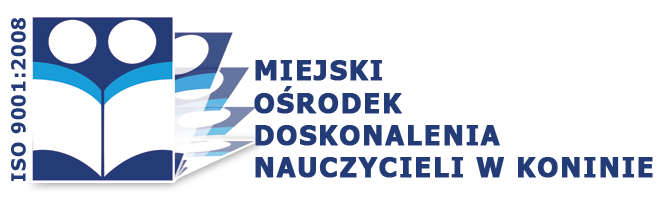 ISO 9001:2008
MIEJSKI
OŚRODEK
DOSKONALENIA
NAUCZYCIELI W KONINIE